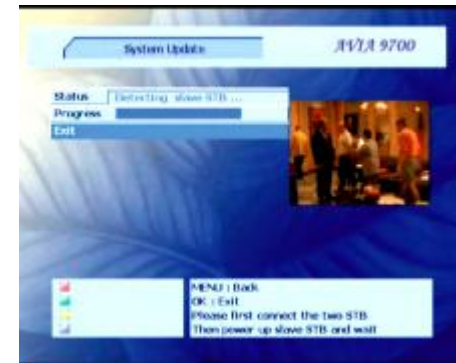 System Update
AVIA 9700
Status
Detecting slave STB ...
Progress
Exit
MENU : Back
OK : Exit
Please first connect the two STB
Then power up slave STB and wait